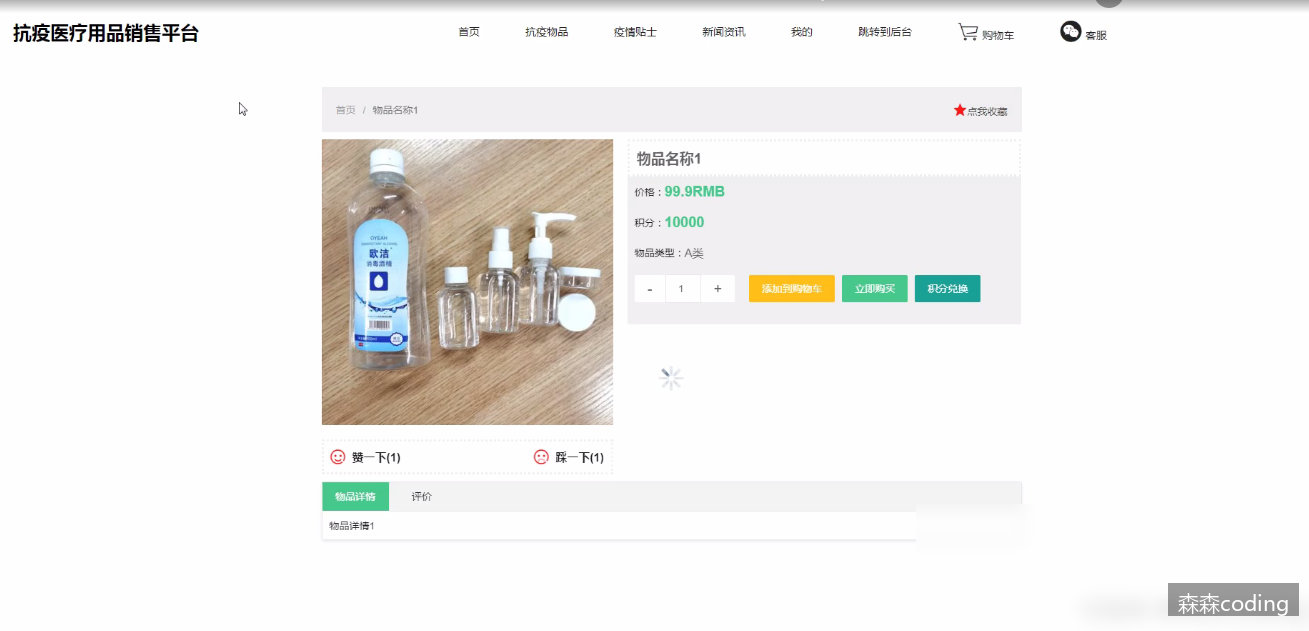 抗疫医疗用品销售平台
首页 抗疫物品 疫情贴士 新闻资讯 我的 跳转到后台 购物车 客服
首页 / 物品名称1 点我收藏
物品名称1
价格：99.9RMB
积分：10000
物品类型：A类
- 1 + 添加到购物车 立即购买 积分兑换
欧洁
消毒酒精
赞一下(1) 踩一下(1)
物品详情 评价
物品详情1
森森coding